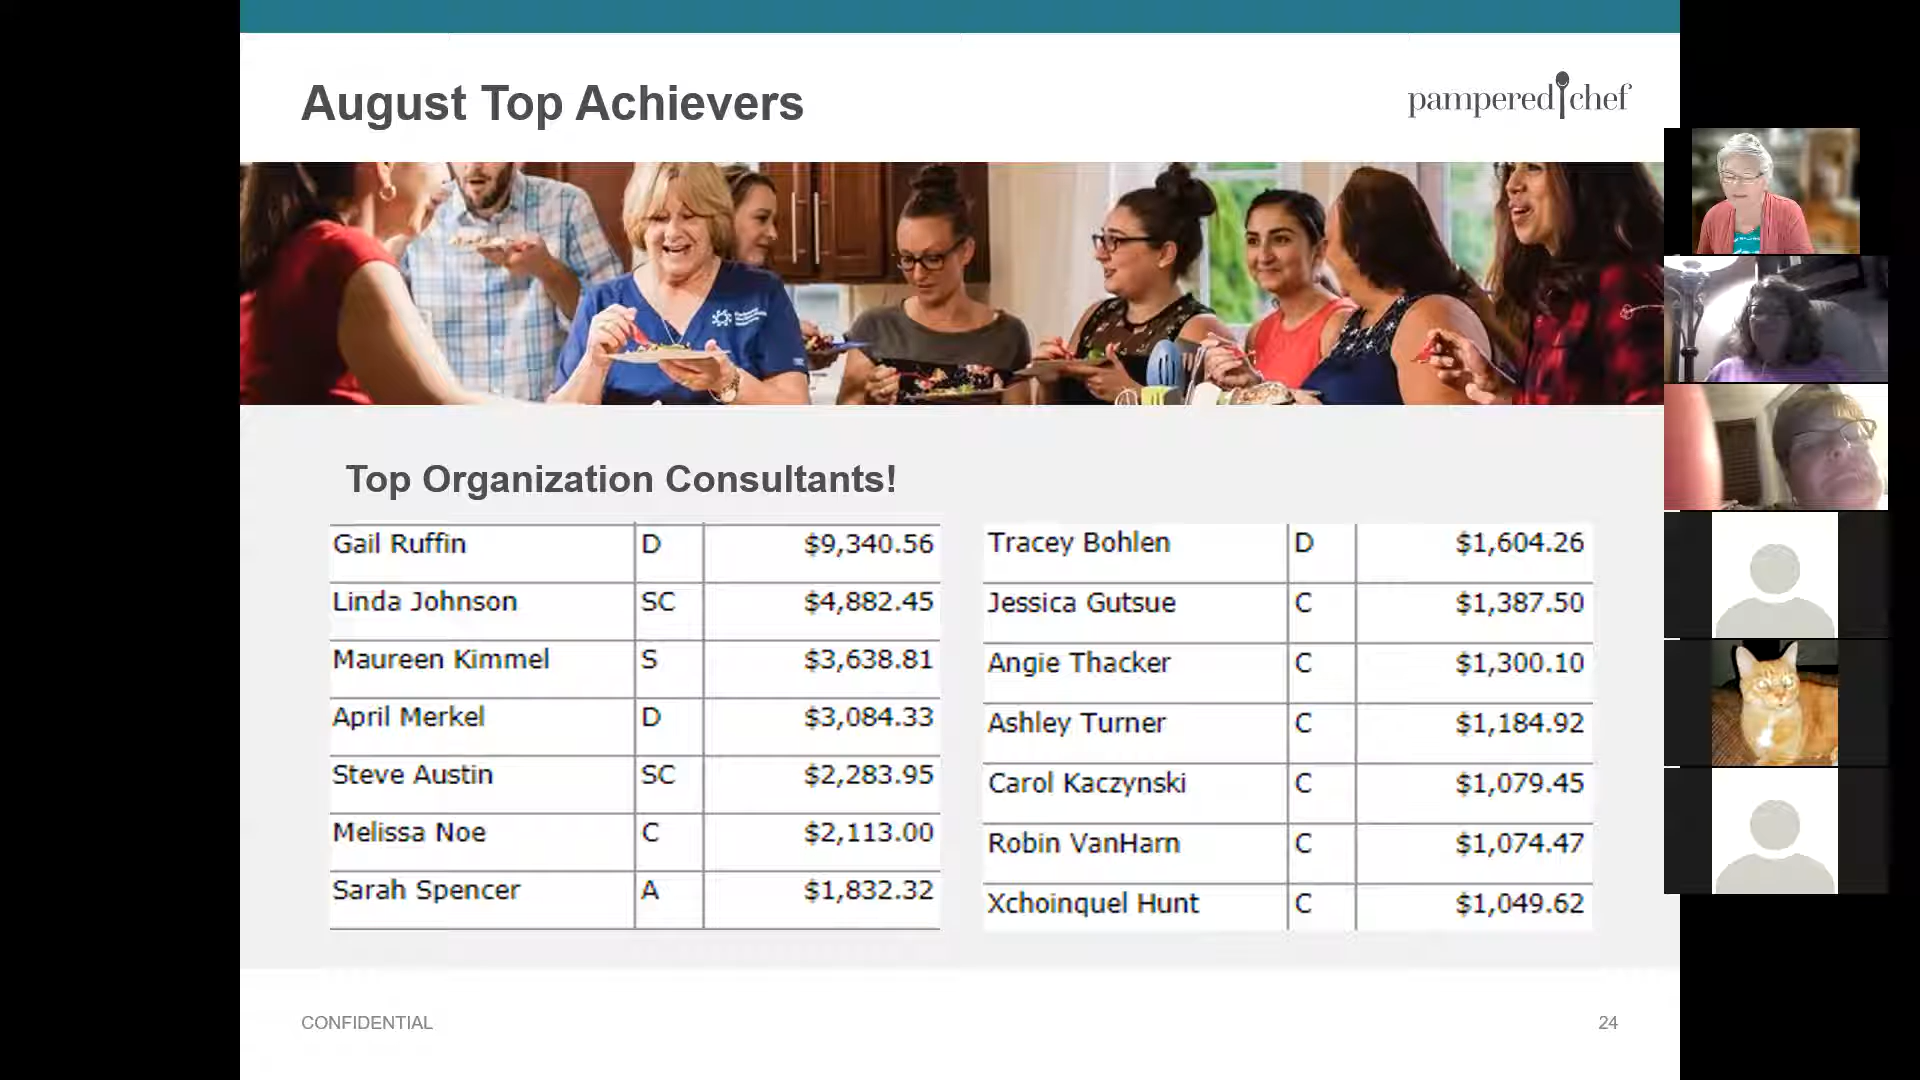 August Top Achievers
pampered chef
Top Organization Consultants!
Gail Ruffin D $9,340.56
Linda Johnson SC $4,882.45
Maureen Kimmel S $3,638.81
April Merkel D $3,084.33
Steve Austin SC $2,283.95
Melissa Noe C $2,113.00
Sarah Spencer A $1,832.32
Tracey Bohlen D $1,604.26
Jessica Gutsue C $1,387.50
Angie Thacker C $1,300.10
Ashley Turner C $1,184.92
Carol Kaczynski C $1,079.45
Robin VanHarn C $1,074.47
Xchoinquel Hunt C $1,049.62
CONFIDENTIAL
24